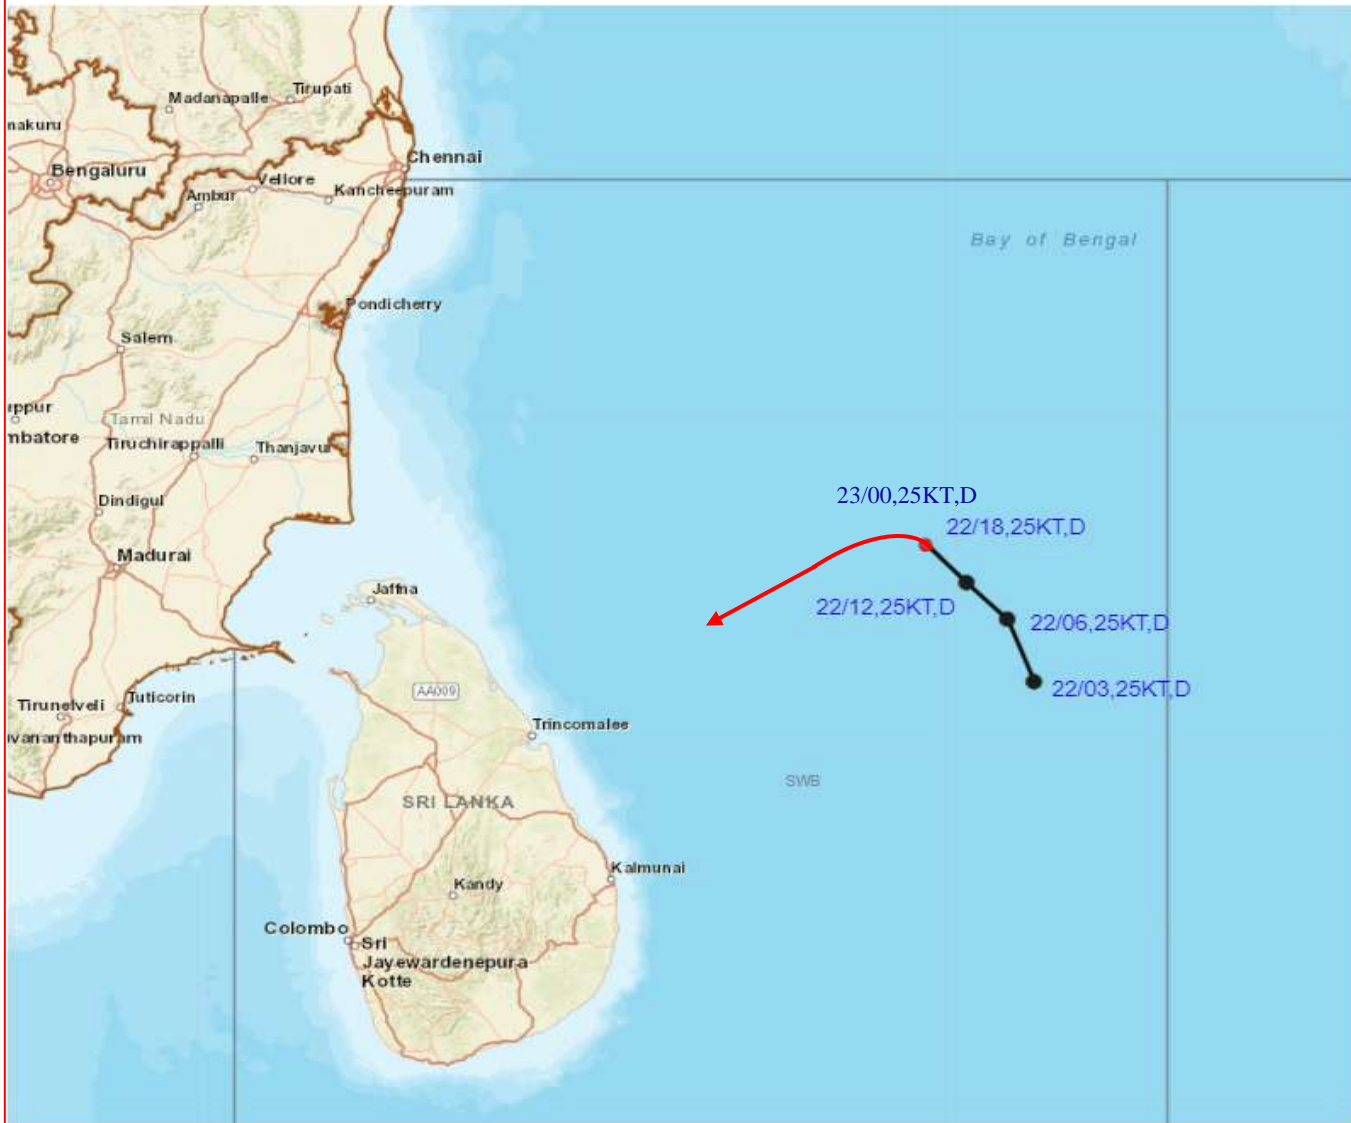 Tirupati
Madanapalle
makuru
Chennai
Bengaluru
Vellore
Kancheepuram
Ambur
Bay of Bengal
Pondicherry
Salem
ppur
Tamil Nadu
mbatore
Tiruchirappalli
Thanjavur
Dindigul
23/00,25KT,D
22/18,25KT,D
Madurai
Jaffna
22/12,25KT,D
22/06,25KT,D
22/03,25KT,D
AA009
Tuticorin
Tirunelveli
Trincomalee
vananthapuram
SWB
SRI LANKA
Kalmunai
Kandy
Colombo
Sri
Jayewardenepura
Kotte